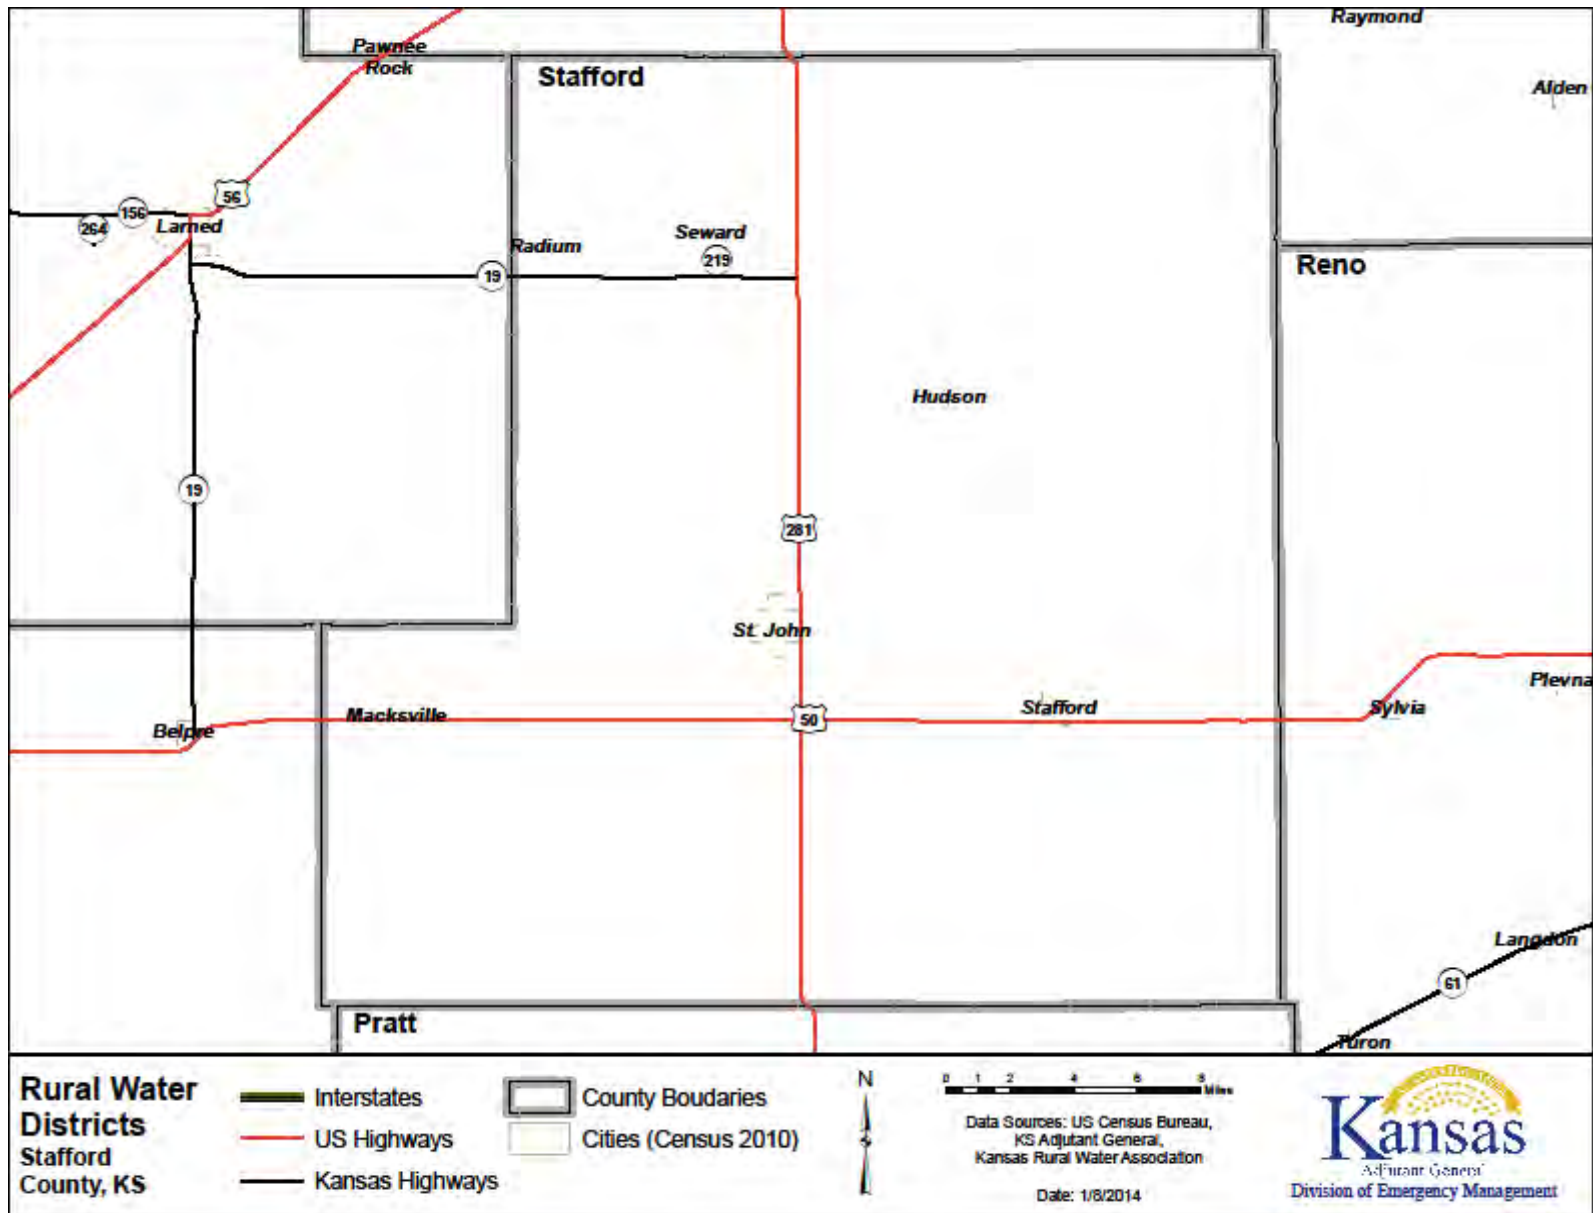 Raymond
Pawnee
Rock
Stafford
Alden
56
156
264
Larned
Radium
Seward
219
19
Reno
Hudson
19
281
St. John
Macksville
Belpre
50
Stafford
Sylvia
Plevna
Langdon
61
Turon
Pratt
Rural Water
Districts
Stafford
County, KS
Interstates
US Highways
Kansas Highways
County Boudaries
Cities (Census 2010)
N
0 1 2 4 6 8
Miles
Data Sources: US Census Bureau,
KS Adjutant General,
Kansas Rural Water Association
Date: 1/8/2014
Kansas
Adjutant General
Division of Emergency Management